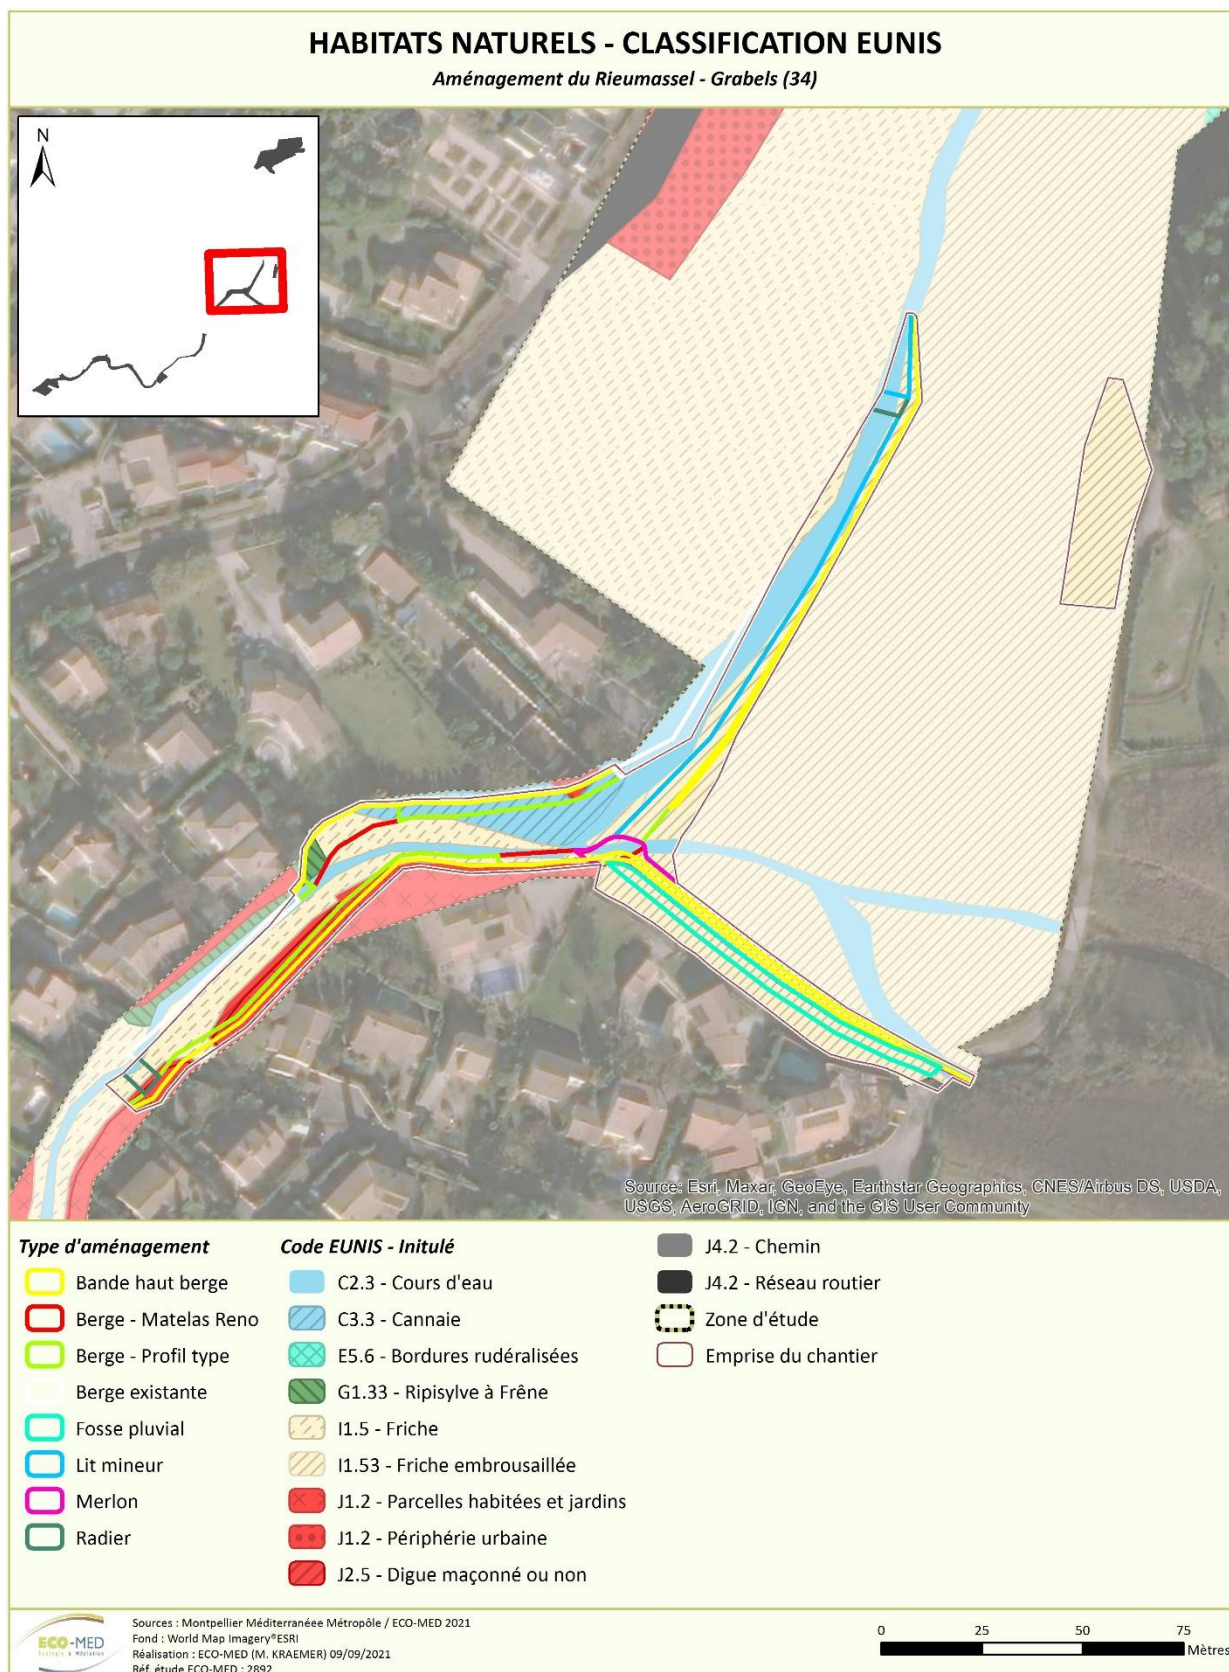 HABITATS NATURELS - CLASSIFICATION EUNIS
Aménagement du Rieumassel - Grabels (34)
N
Source: Esri, Maxar, GeoEye, Earthstar Geographics, CNES/Airbus DS, USDA,
USGS, AeroGRID, IGN, and the GIS User Community
Type d'aménagement
Bande haut berge
Berge - Matelas Reno
Berge - Profil type
Berge existante
Fosse pluvial
Lit mineur
Merlon
Radier
Code EUNIS - Initulé
C2.3 - Cours d'eau
C3.3 - Cannaie
E5.6 - Bordures rudéralisées
G1.33 - Ripisylve à Frêne
I1.5 - Friche
I1.53 - Friche embrousaillée
J1.2 - Parcelles habitées et jardins
J1.2 - Périphérie urbaine
J2.5 - Digue maçonné ou non
J4.2 - Chemin
J4.2 - Réseau routier
Zone d'étude
Emprise du chantier
ECO-MED
Ecologie & Médiation
Sources : Montpellier Méditerranéee Métropôle / ECO-MED 2021
Fond : World Map Imagery®ESRI
Réalisation : ECO-MED (M. KRAEMER) 09/09/2021
Réf. étude ECO-MED : 2892
0 25 50 75
Mètres